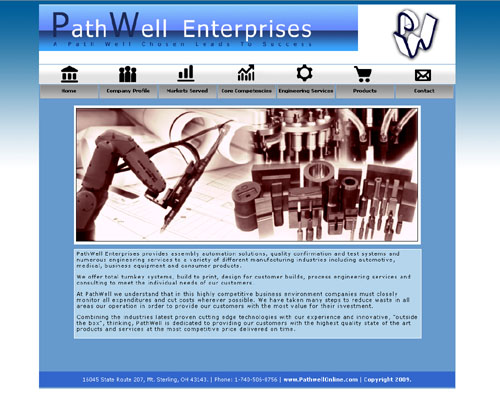 PathWell Enterprises
A Path Well Chosen Leads To Success
PW
Home Company Profile Markets Served Core Competencies Engineering Services Products Contact
PathWell Enterprises provides assembly automation solutions, quality confirmation and test systems and
numerous engineering services to a variety of different manufacturing industries including automotive,
medical, business equipment and consumer products.
We offer total turnkey systems, build to print, design for customer builds, process engineering services and
consulting to meet the individual needs of our customers.
At PathWell we understand that in this highly competitive business environment companies must closely
monitor all expenditures and cut costs wherever possible. We have taken many steps to reduce waste in all
areas our operation in order to provide our customers with the most value for their investment.
Combining the industries latest proven cutting edge technologies with our experience and innovative, "outside
the box", thinking, PathWell is dedicated to providing our customers with the highest quality state of the art
products and services at the most competitive price delivered on time.
16045 State Route 207, Mt. Sterling, OH 43143. | Phone: 1-740-506-0756 | www.PathwellOnline.com | Copyright 2009.